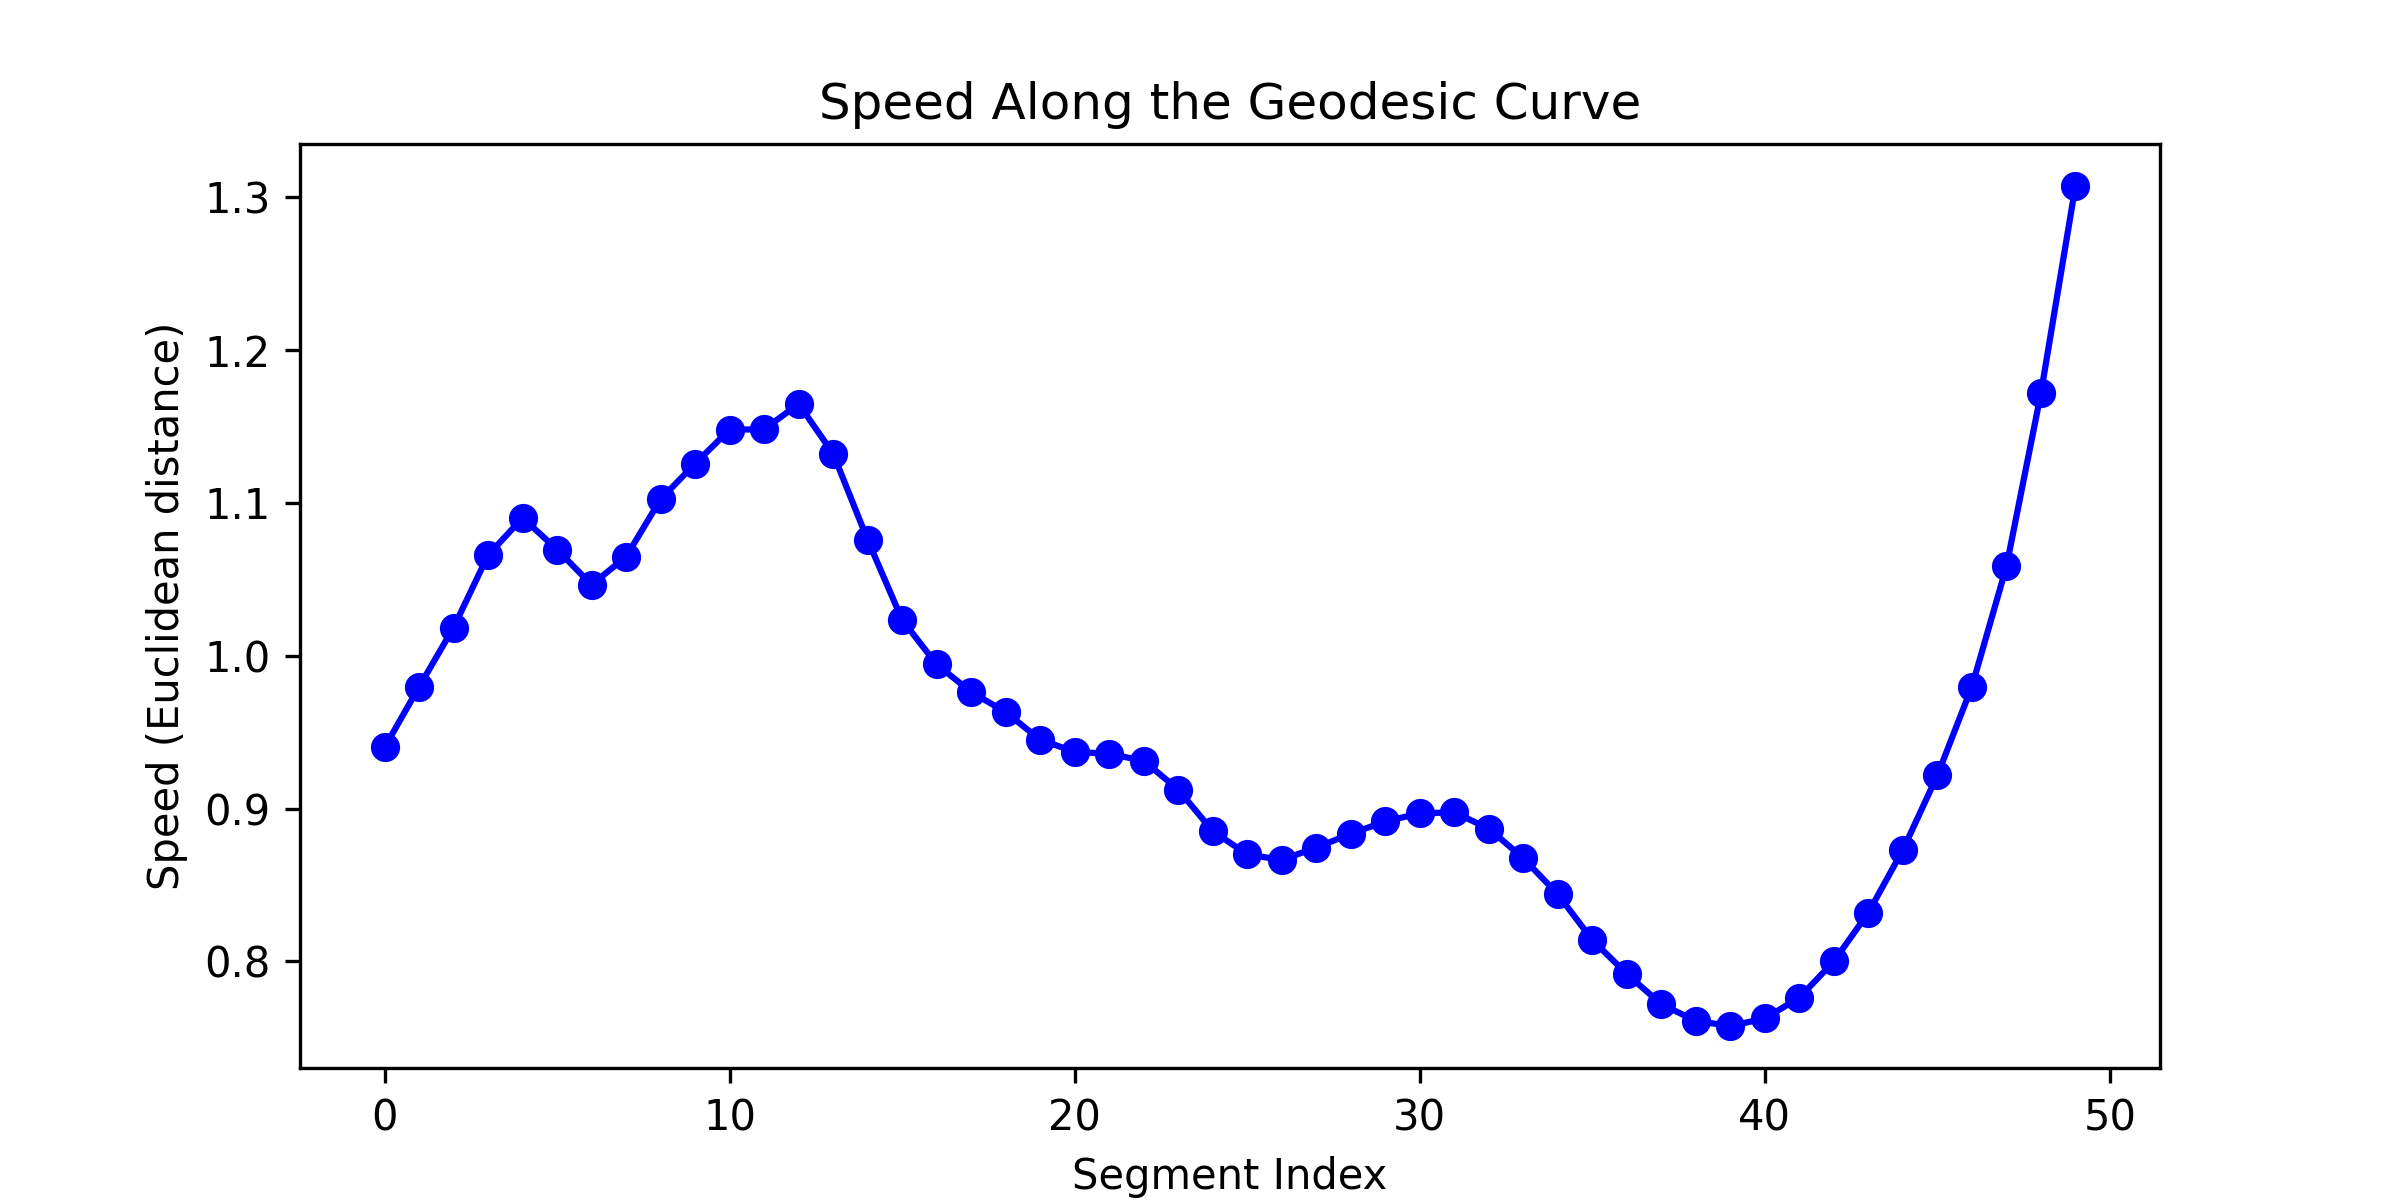 Speed Along the Geodesic Curve
Speed (Euclidean distance)
1.3
1.2
1.1
1.0
0.9
0.8
0 10 20 30 40 50
Segment Index